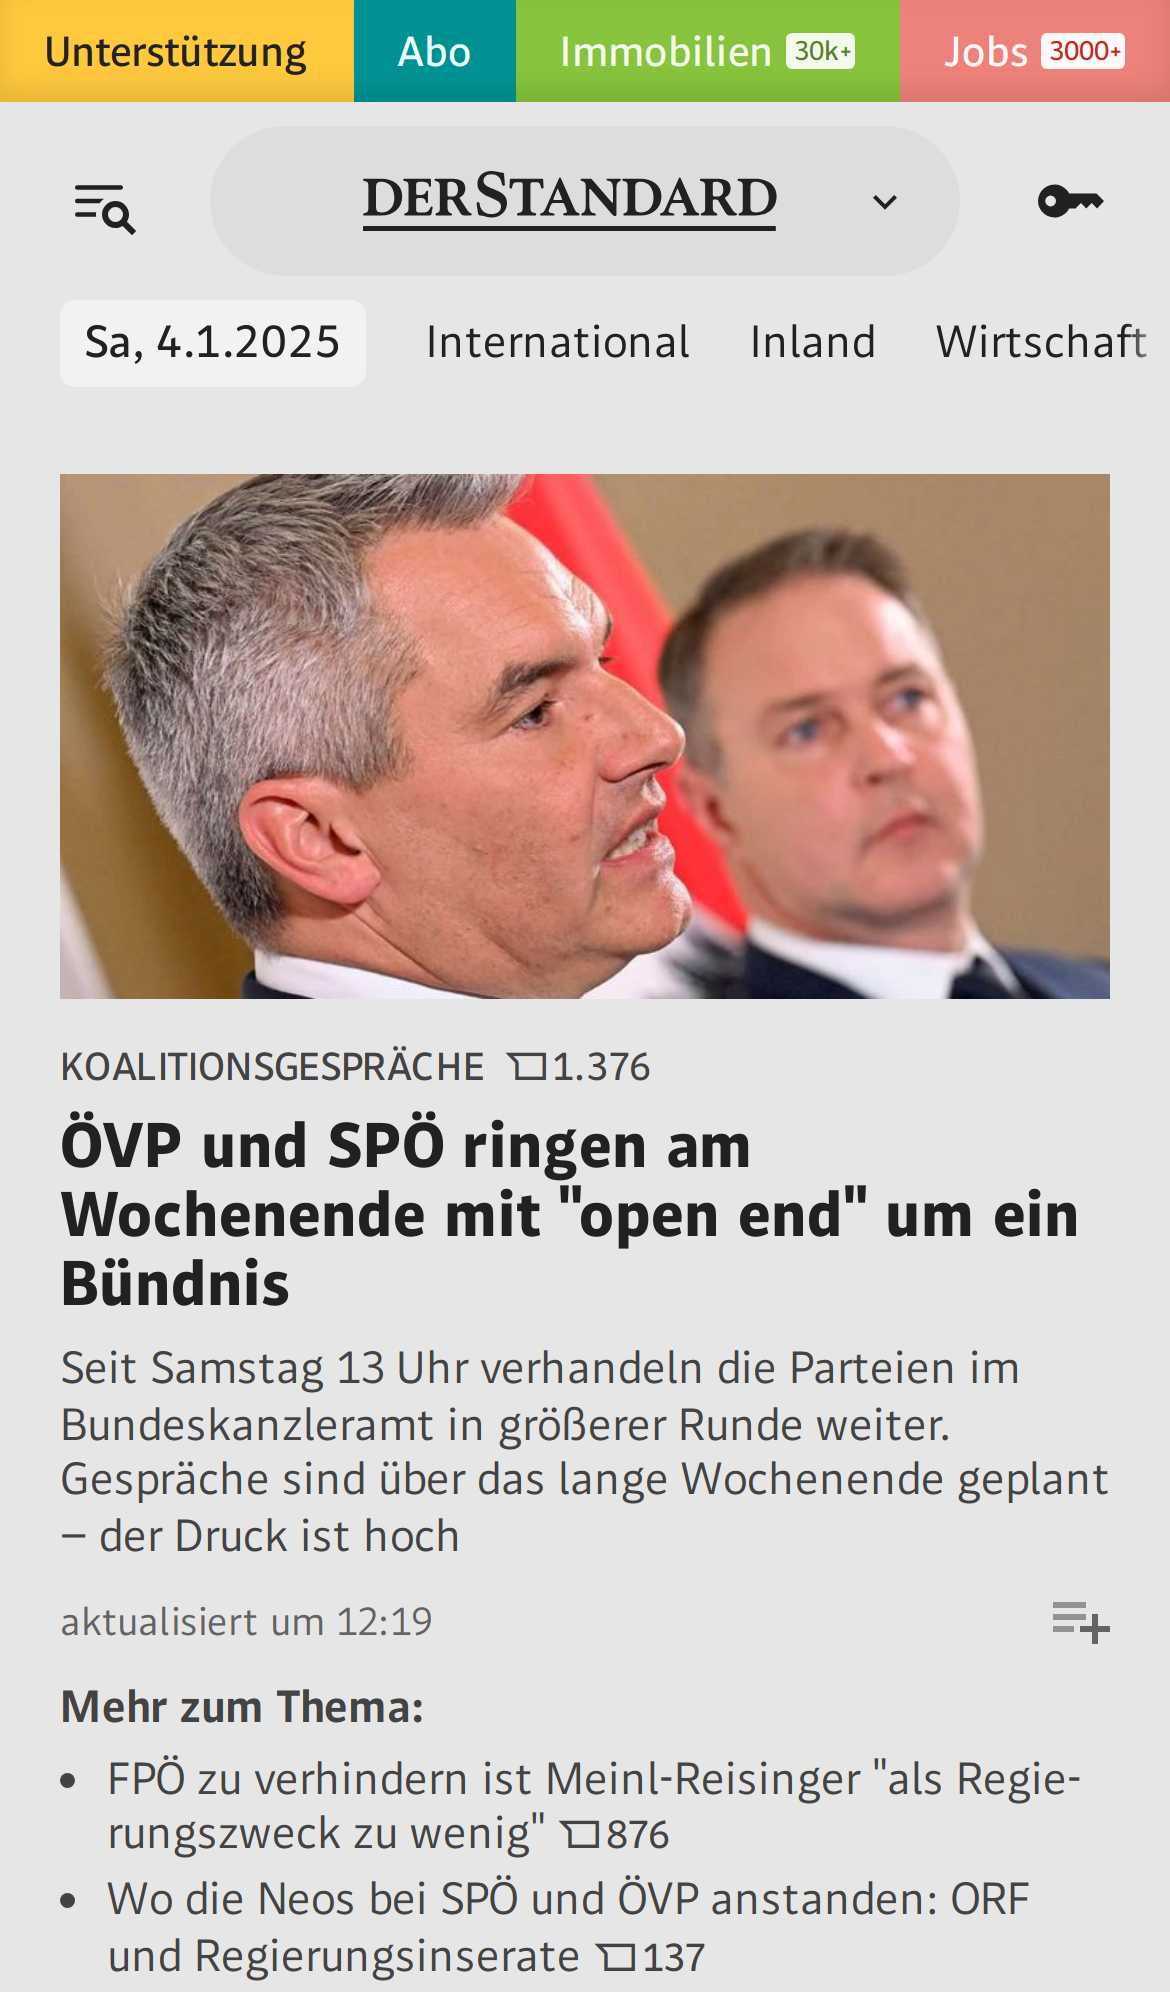 Unterstützung
Abo
Immobilien 30k+
Jobs 3000+
DERSTANDARD
Sa, 4.1.2025
International
Inland
Wirtschaft
KOALITIONSGESPRÄCHE 1.376
ÖVP und SPÖ ringen am
Wochenende mit "open end" um ein
Bündnis
Seit Samstag 13 Uhr verhandeln die Parteien im
Bundeskanzleramt in größerer Runde weiter.
Gespräche sind über das lange Wochenende geplant
– der Druck ist hoch
aktualisiert um 12:19
Mehr zum Thema:
• FPÖ zu verhindern ist Meinl-Reisinger "als Regie-
rungszweck zu wenig" 876
• Wo die Neos bei SPÖ und ÖVP anstanden: ORF
und Regierungsinserate 137